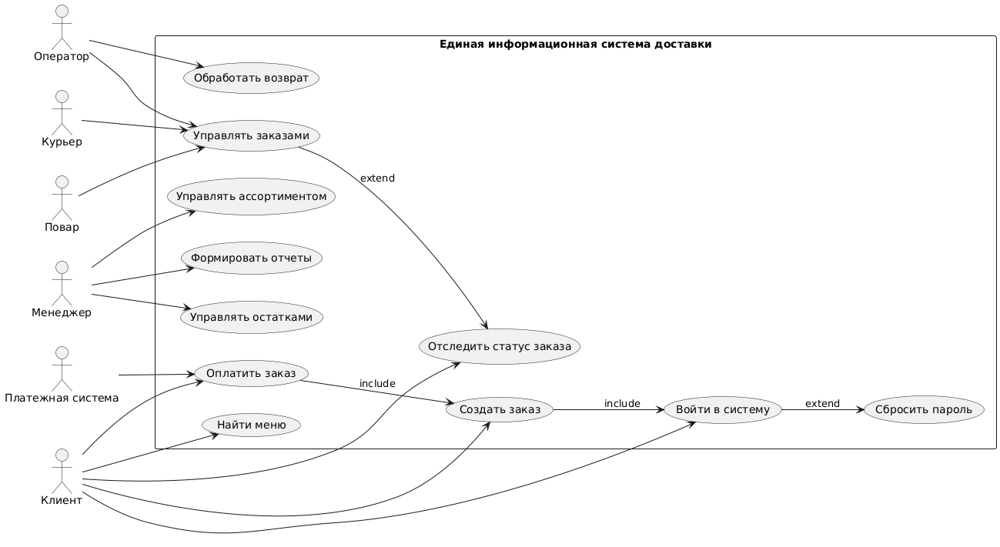 Единая информационная система доставки
Оператор
Обработать возврат
Курьер
Управлять заказами
extend
Повар
Управлять ассортиментом
Формировать отчеты
Менеджер
Управлять остатками
Отследить статус заказа
Платежная система
Оплатить заказ
include
Создать заказ
include
Войти в систему
extend
Сбросить пароль
Найти меню
Клиент